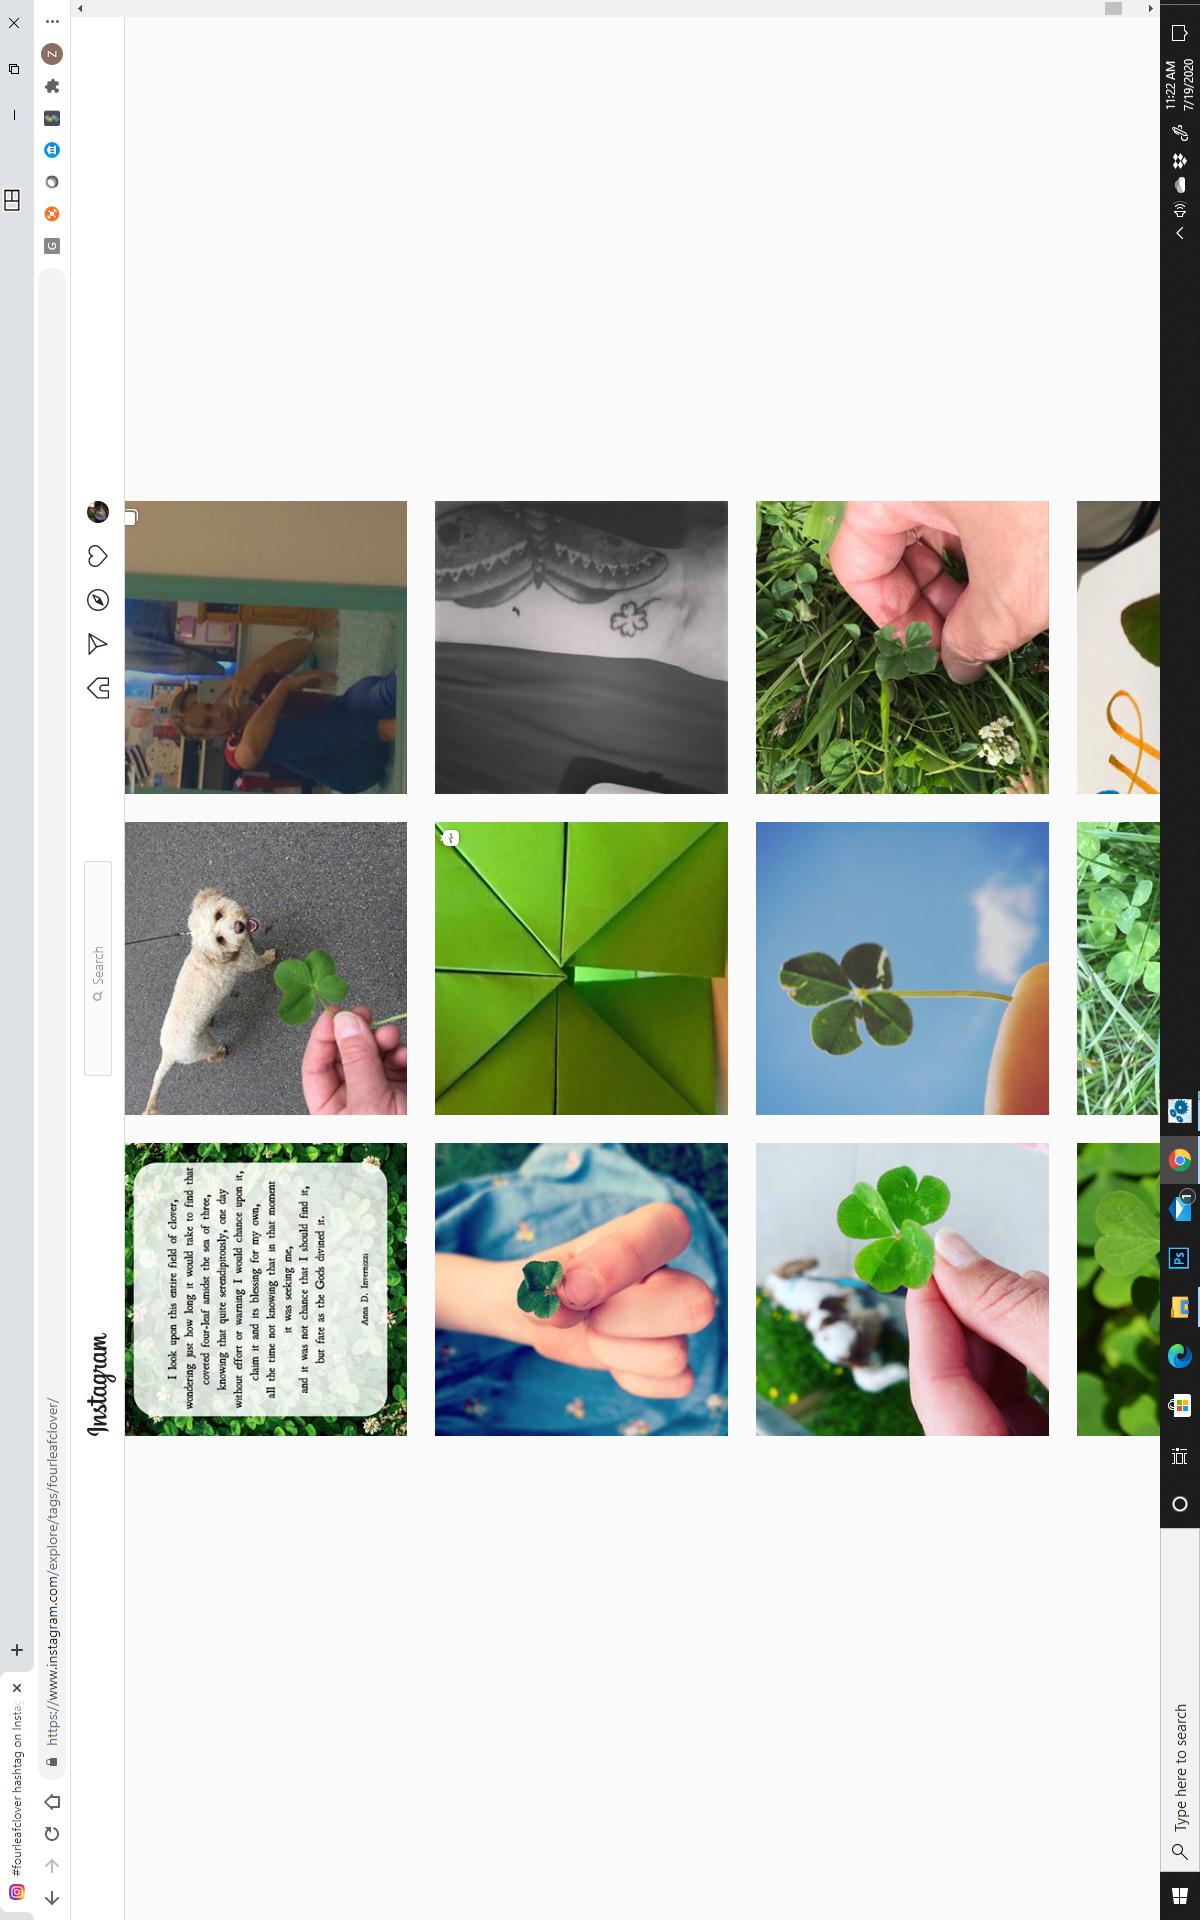 #fourleafclover hashtag on Insta
https://www.instagram.com/explore/tags/fourleafclover/
G
Z
Instagram
Search
I look upon this entire field of clover,
wondering just how long it would take to find that
coveted four-leaf amidst the sea of three,
knowing that quite serendipitously, one day
without effort or warning I would chance upon it,
claim it and its blessing for my own,
all the time not knowing that in that moment
it was seeking me,
and it was not chance that I should find it,
but fate as the Gods divined it.
Anna D. Invernizzi
Type here to search
Ps
1
11:22 AM
7/19/2020